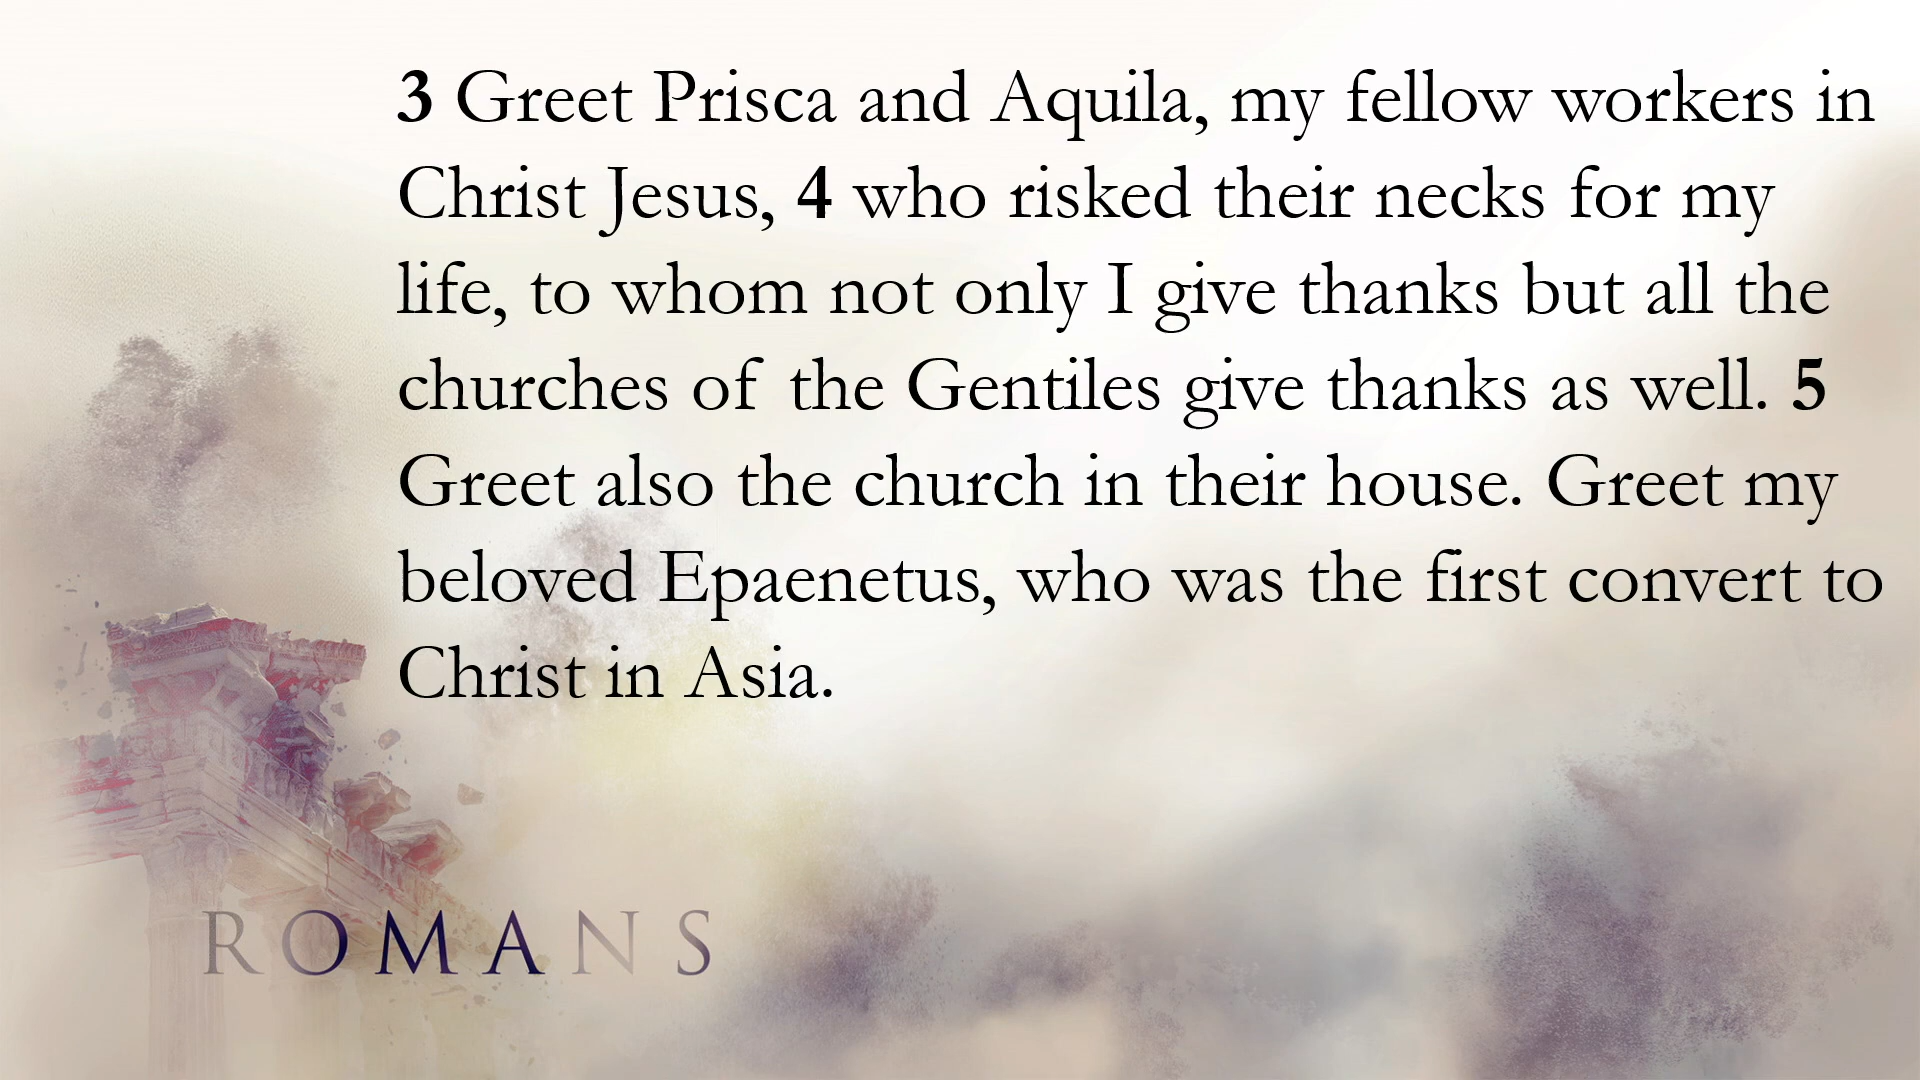 3 Greet Prisca and Aquila, my fellow workers in
Christ Jesus, 4 who risked their necks for my
life, to whom not only I give thanks but all the
churches of the Gentiles give thanks as well. 5
Greet also the church in their house. Greet my
beloved Epaenetus, who was the first convert to
Christ in Asia.
ROMANS